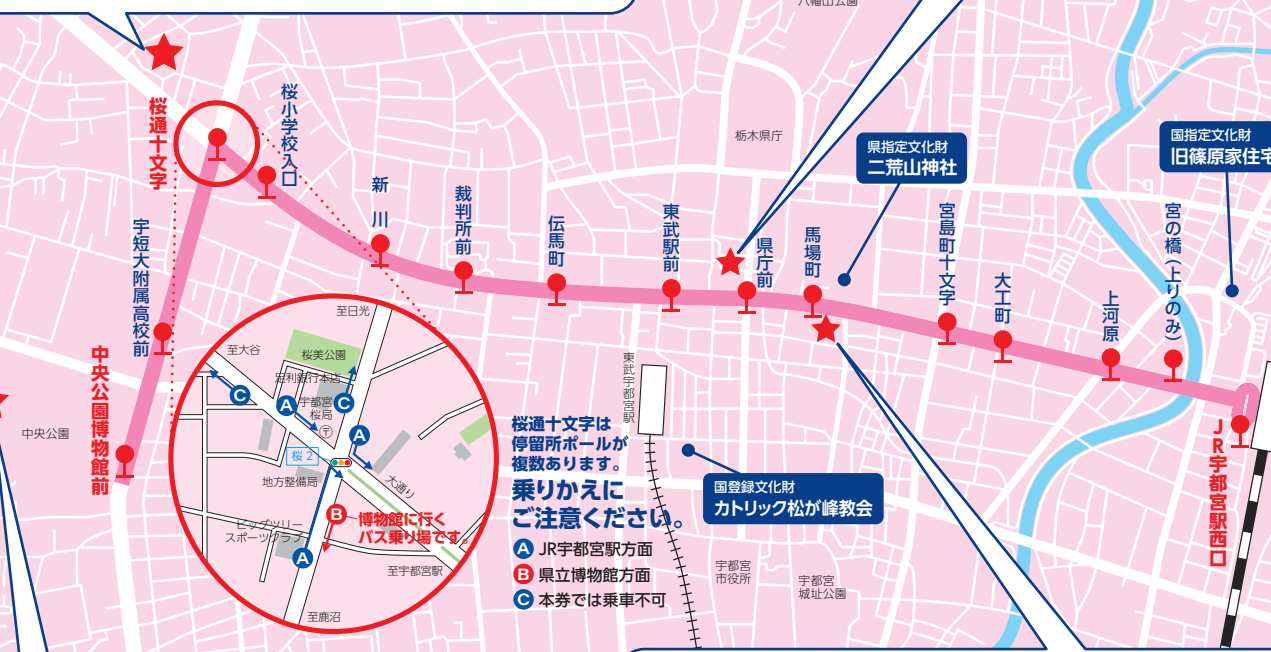 八幡山公園
桜通十文字
桜小学校入口
新川
裁判所前
伝馬町
東武駅前
県庁前
馬場町
宮島町十文字
大工町
上河原
宮の橋(上りのみ)
JR宇都宮駅西口
宇短大附属高校前
中央公園博物館前
中央公園
栃木県庁
県指定文化財
二荒山神社
国指定文化財
旧篠原家住宅
東武宇都宮駅
国登録文化財
カトリック松が峰教会
宇都宮
市役所
宇都宮
城址公園
至日光
至大谷
桜美公園
足利銀行本店
C
A
宇都宮
桜局
〒
C
A
桜2
地方整備局
大通り
B
博物館に行く
バス乗り場です。
ビッグツリー
スポーツクラブ
A
至宇都宮駅
至鹿沼
桜通十文字は
停留所ポールが
複数あります。
乗りかえに
ご注意ください。
A JR宇都宮駅方面
B 県立博物館方面
C 本券では乗車不可